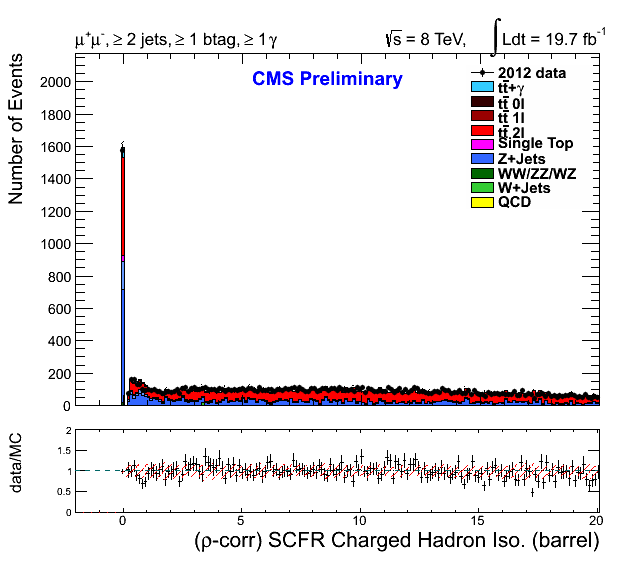 μ⁺μ⁻, ≥ 2 jets, ≥ 1 btag, ≥ 1 γ
√s = 8 TeV, ∫ Ldt = 19.7 fb⁻¹
CMS Preliminary
2012 data
tt̄+γ
tt̄ 0l
tt̄ 1l
tt̄ 2l
Single Top
Z+Jets
WW/ZZ/WZ
W+Jets
QCD
Number of Events
2000
1800
1600
1400
1200
1000
800
600
400
200
0
data/MC
2
1.5
1
0.5
0
0 5 10 15 20
(ρ-corr) SCFR Charged Hadron Iso. (barrel)